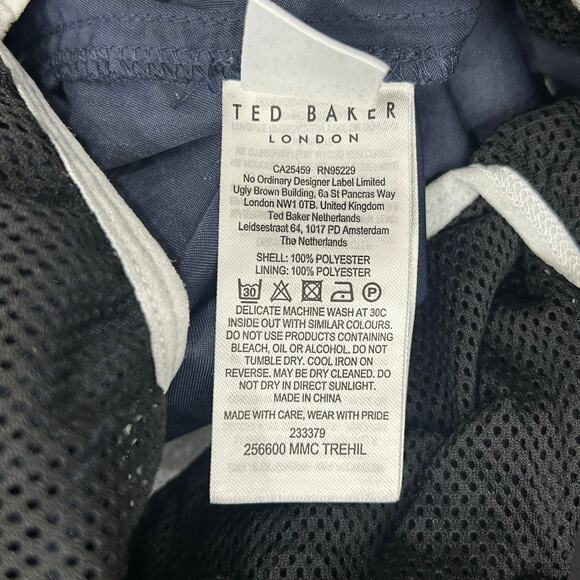 TED BAKER
LONDON
CA25459 RN95229
No Ordinary Designer Label Limited
Ugly Brown Building, 6a St Pancras Way
London NW1 0TB. United Kingdom
Ted Baker Netherlands
Leidsestraat 64, 1017 PD Amsterdam
The Netherlands
SHELL: 100% POLYESTER
LINING: 100% POLYESTER
30 P
DELICATE MACHINE WASH AT 30C
INSIDE OUT WITH SIMILAR COLOURS.
DO NOT USE PRODUCTS CONTAINING
BLEACH, OIL OR ALCOHOL. DO NOT
TUMBLE DRY. COOL IRON ON
REVERSE. MAY BE DRY CLEANED. DO
NOT DRY IN DIRECT SUNLIGHT.
MADE IN CHINA
MADE WITH CARE, WEAR WITH PRIDE
233379
256600 MMC TREHIL